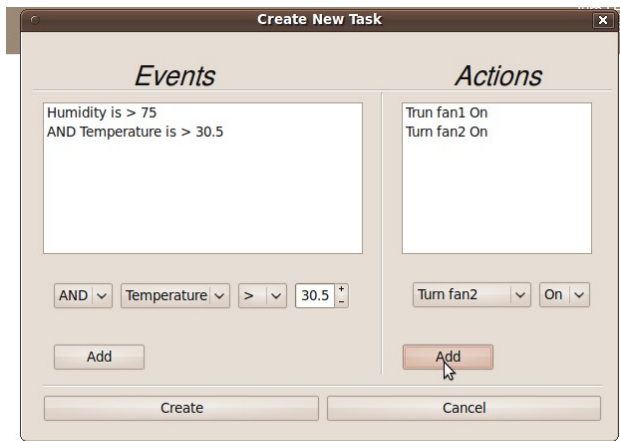 Create New Task
Events
Actions
Humidity is > 75
AND Temperature is > 30.5
Trun fan1 On
Turn fan2 On
AND Temperature > 30.5
Turn fan2 On
Add
Add
Create
Cancel